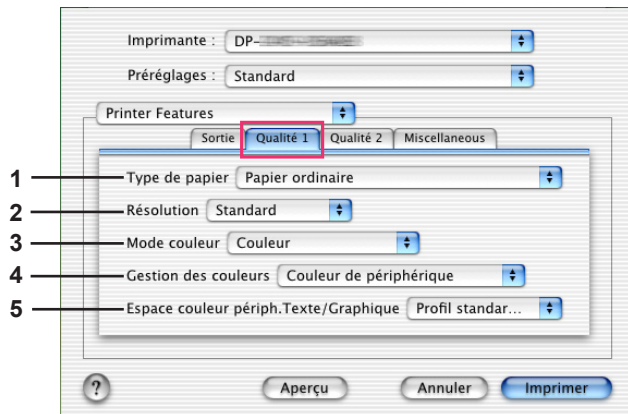 Imprimante : DP-
Préréglages : Standard
Printer Features
Sortie Qualité 1 Qualité 2 Miscellaneous
1 Type de papier Papier ordinaire
2 Résolution Standard
3 Mode couleur Couleur
4 Gestion des couleurs Couleur de périphérique
5 Espace couleur périph.Texte/Graphique Profil standar...
? Aperçu Annuler Imprimer